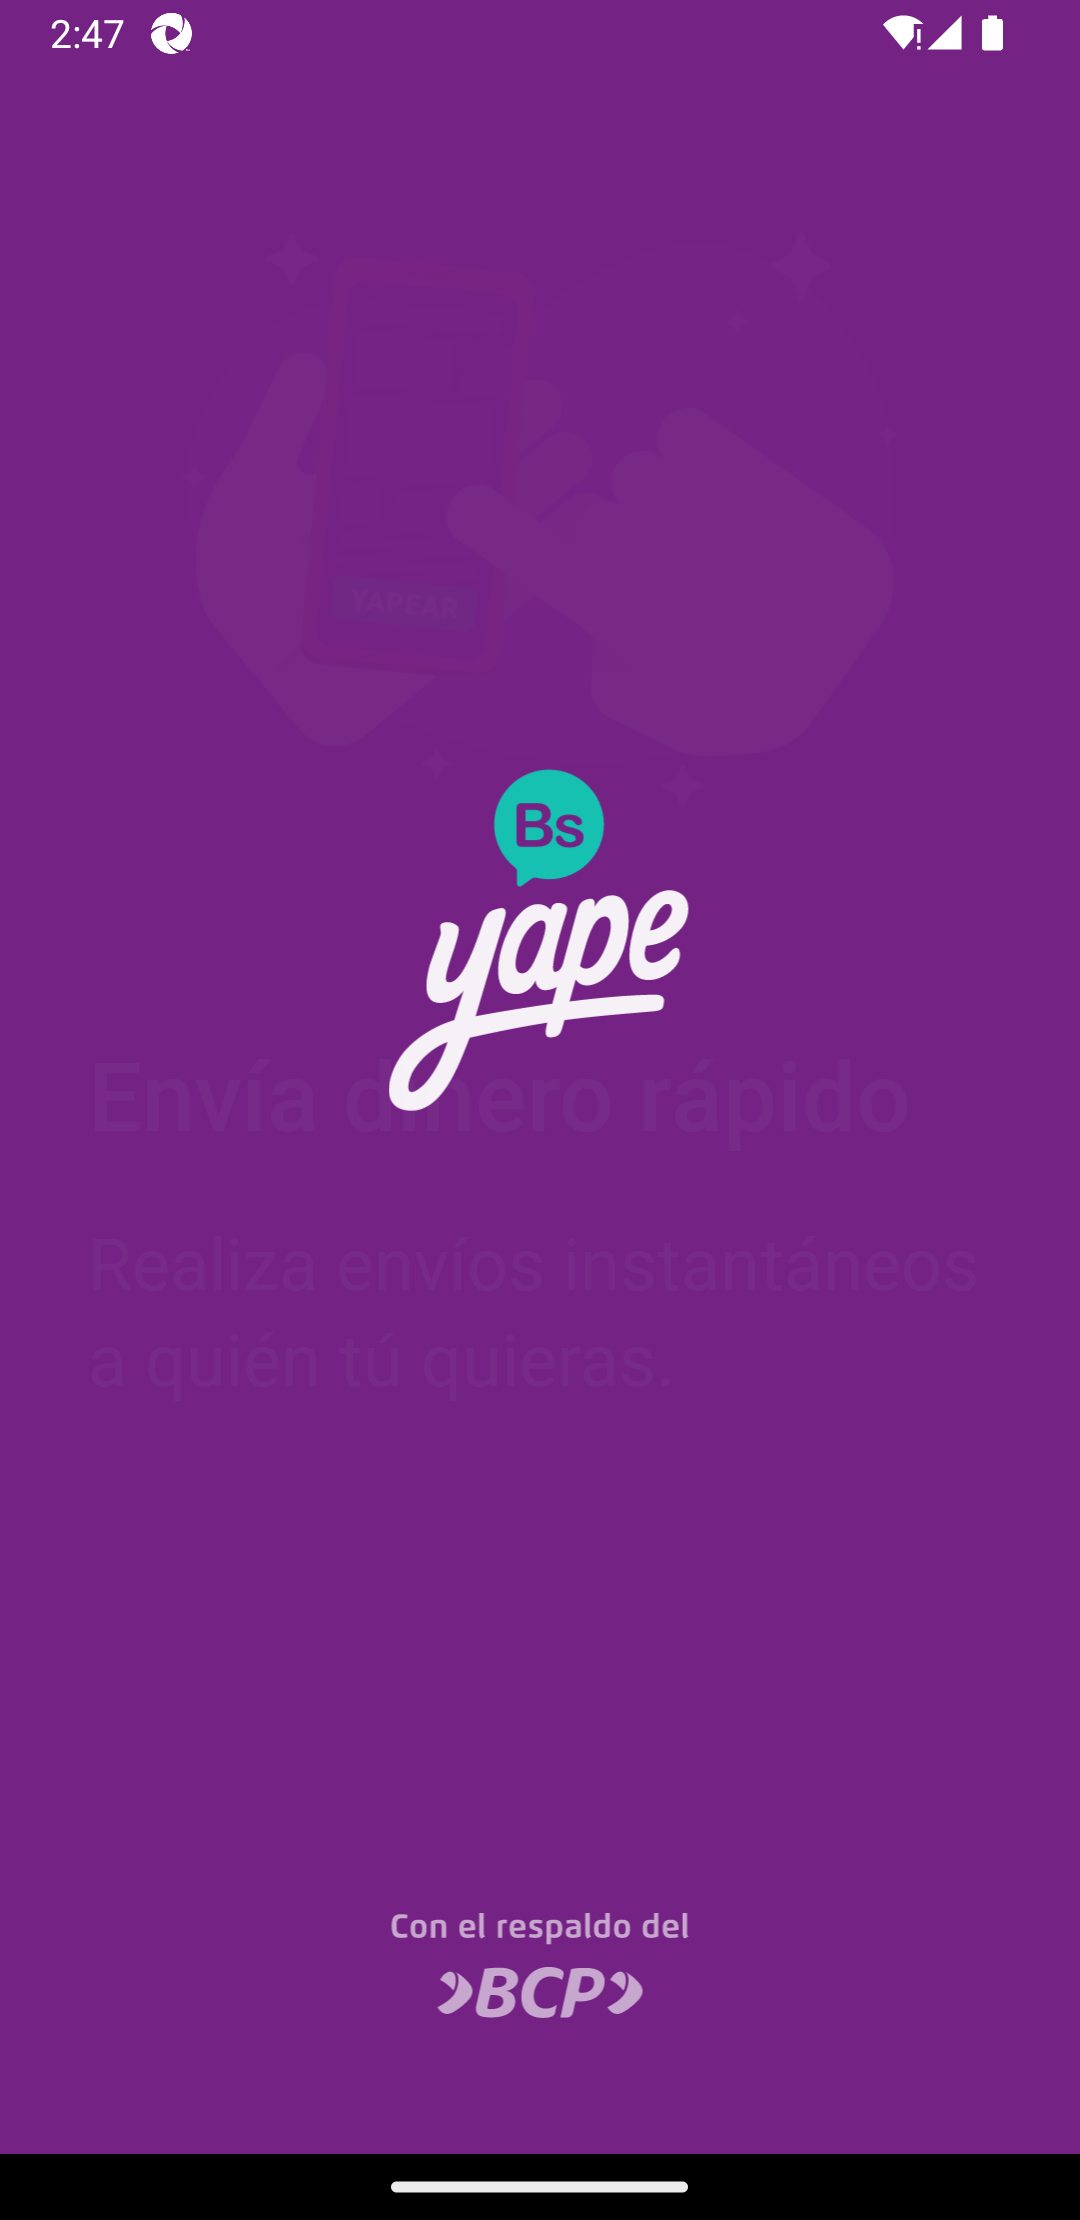 2:47
YAPEAR
Bs
yape
Envía dinero rápido
Realiza envíos instantáneos
a quién tú quieras.
Con el respaldo del
BCP